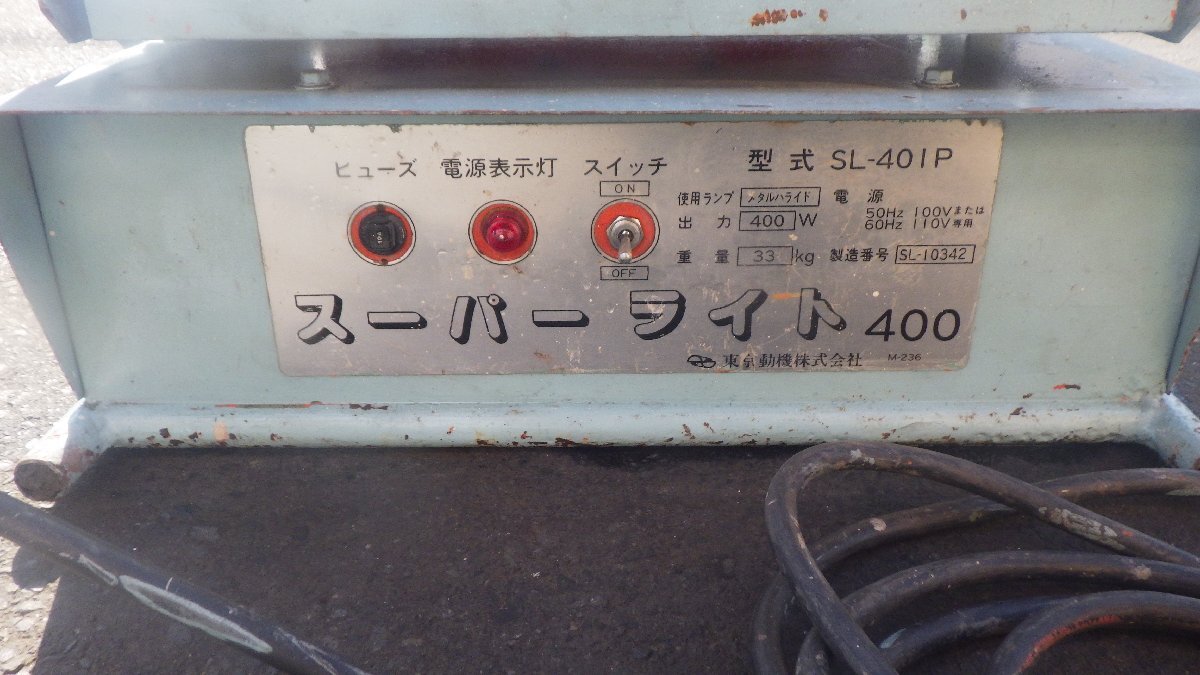 ヒューズ 電源表示灯 スイッチ
ON
OFF
型式 SL-401P
使用ランプ メタルハライド 電源
出力 400 W 50Hz 100Vまたは
60Hz 110V専用
重量 33 kg 製造番号 SL-10342
スーパーライト 400
東京動機株式会社 M-236